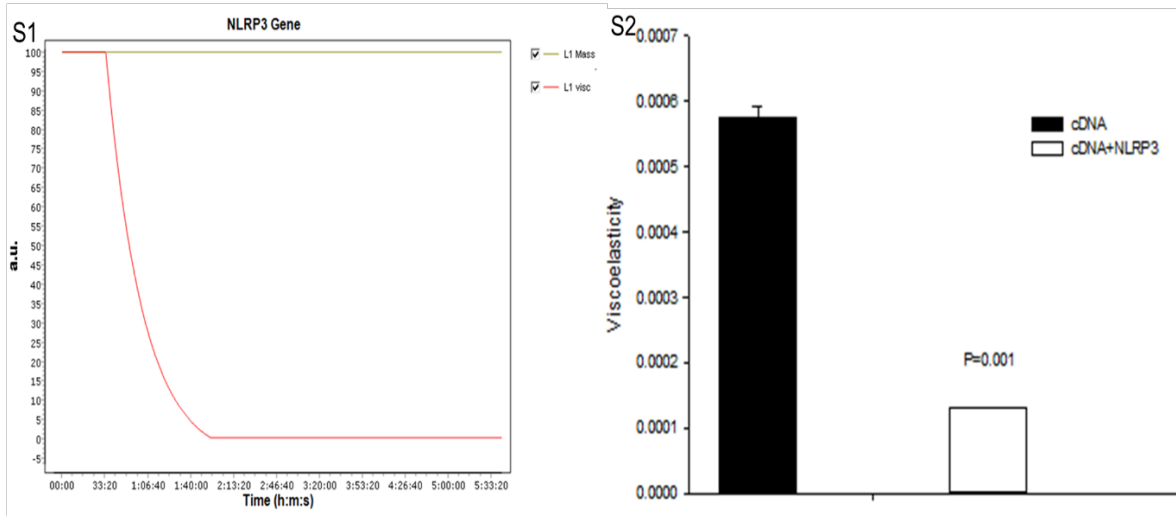 S1
NLRP3 Gene
100
95
90
85
80
75
70
65
60
55
50
45
40
35
30
25
20
15
10
5
0
-5
a.u.
00:00 33:20 1:06:40 1:40:00 2:13:20 2:46:40 3:20:00 3:53:20 4:26:40 5:00:00 5:33:20
Time (h:m:s)
L1 Mass
L1 visc
S2
0.0007
0.0006
0.0005
0.0004
0.0003
0.0002
0.0001
0.0000
Viscoelasticity
cDNA
cDNA+NLRP3
P=0.001